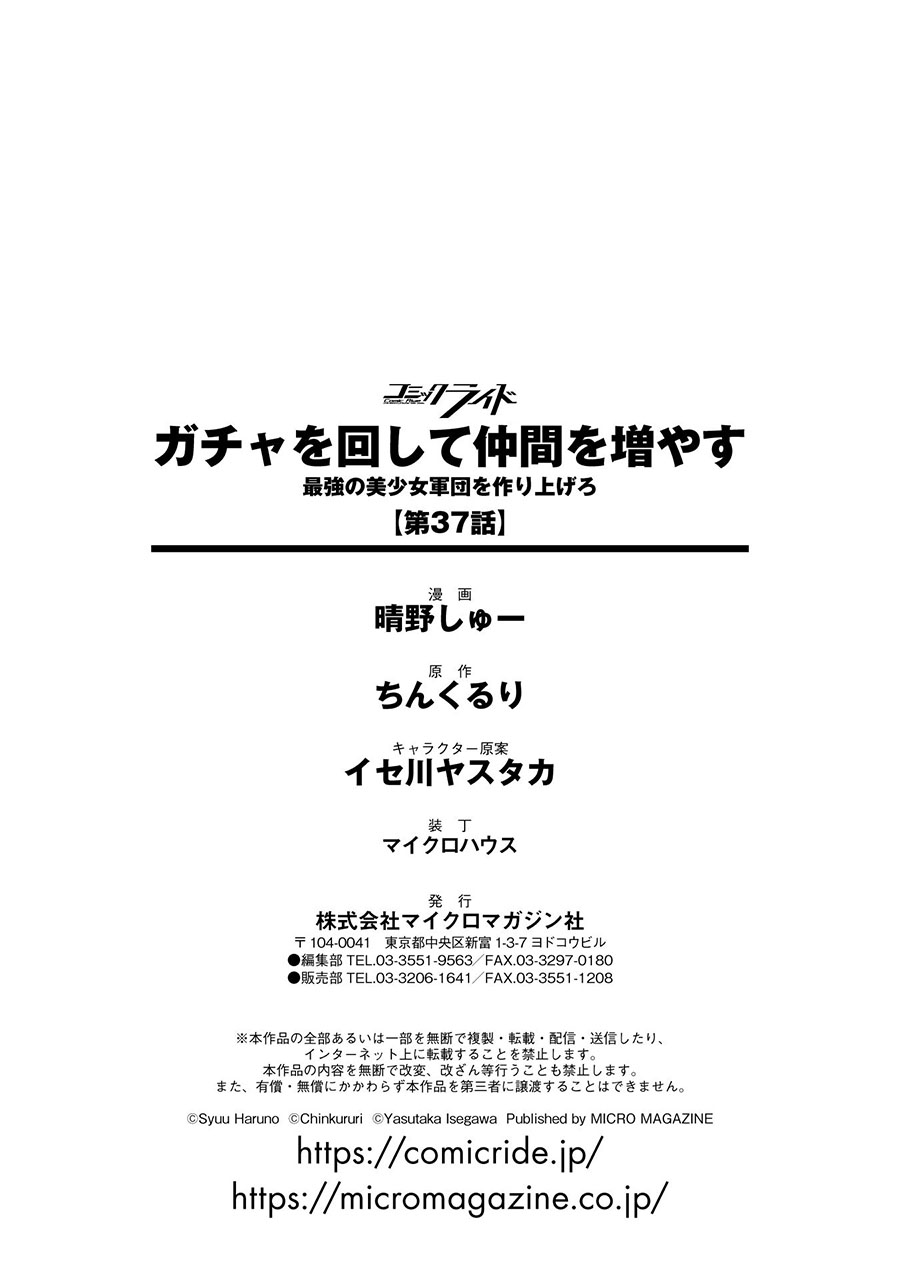 コミックライド
Comic Ride
ガチャを回して仲間を増やす
最強の美少女軍団を作り上げろ
【第37話】
漫　画
晴野しゅー
原　作
ちんくるり
キャラクター原案
イセ川ヤスタカ
装　丁
マイクロハウス
発　行
株式会社マイクロマガジン社
〒104-0041　東京都中央区新富1-3-7 ヨドコウビル
●編集部 TEL.03-3551-9563／FAX.03-3297-0180
●販売部 TEL.03-3206-1641／FAX.03-3551-1208
※本作品の全部あるいは一部を無断で複製・転載・配信・送信したり、
インターネット上に転載することを禁止します。
本作品の内容を無断で改変、改ざん等行うことも禁止します。
また、有償・無償にかかわらず本作品を第三者に譲渡することはできません。
©Syuu Haruno ©Chinkururi ©Yasutaka Isegawa Published by MICRO MAGAZINE
https://comicride.jp/
https://micromagazine.co.jp/